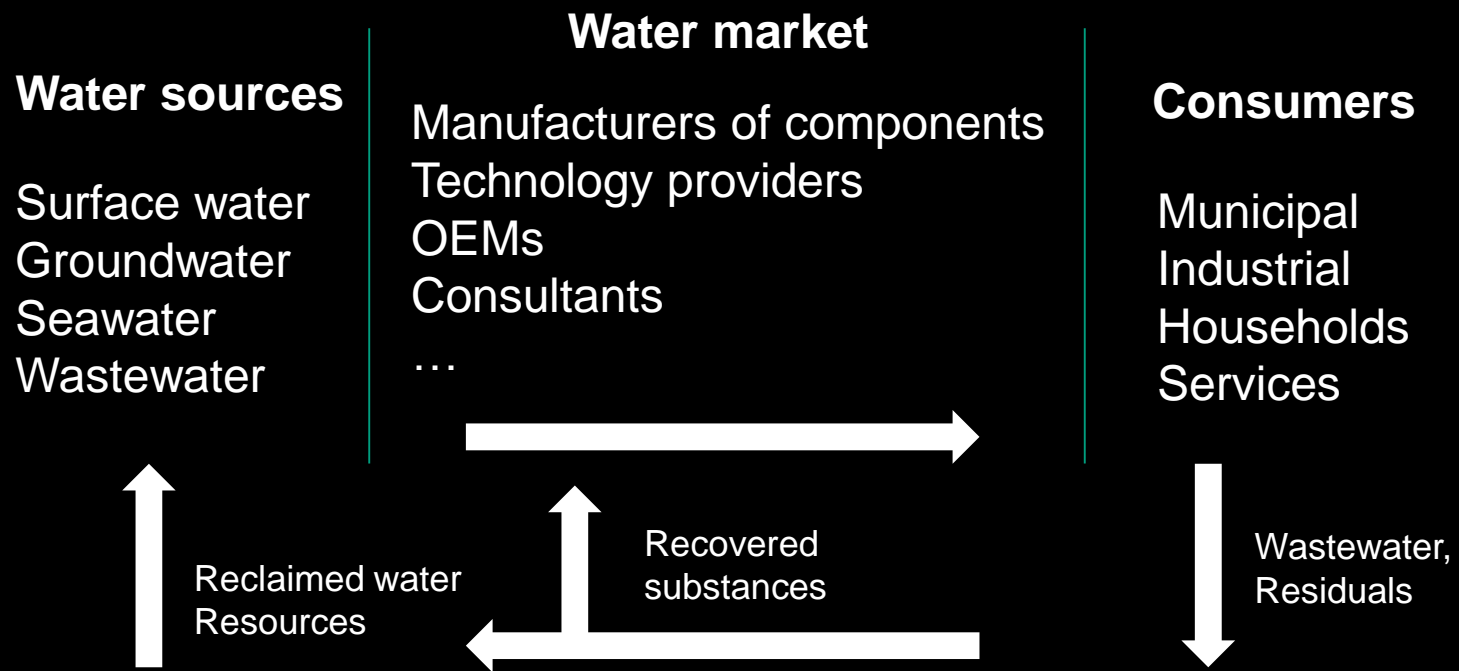 Water sources
Surface water
Groundwater
Seawater
Wastewater
Water market
Manufacturers of components
Technology providers
OEMs
Consultants
…
Consumers
Municipal
Industrial
Households
Services
Reclaimed water
Resources
Recovered
substances
Wastewater,
Residuals